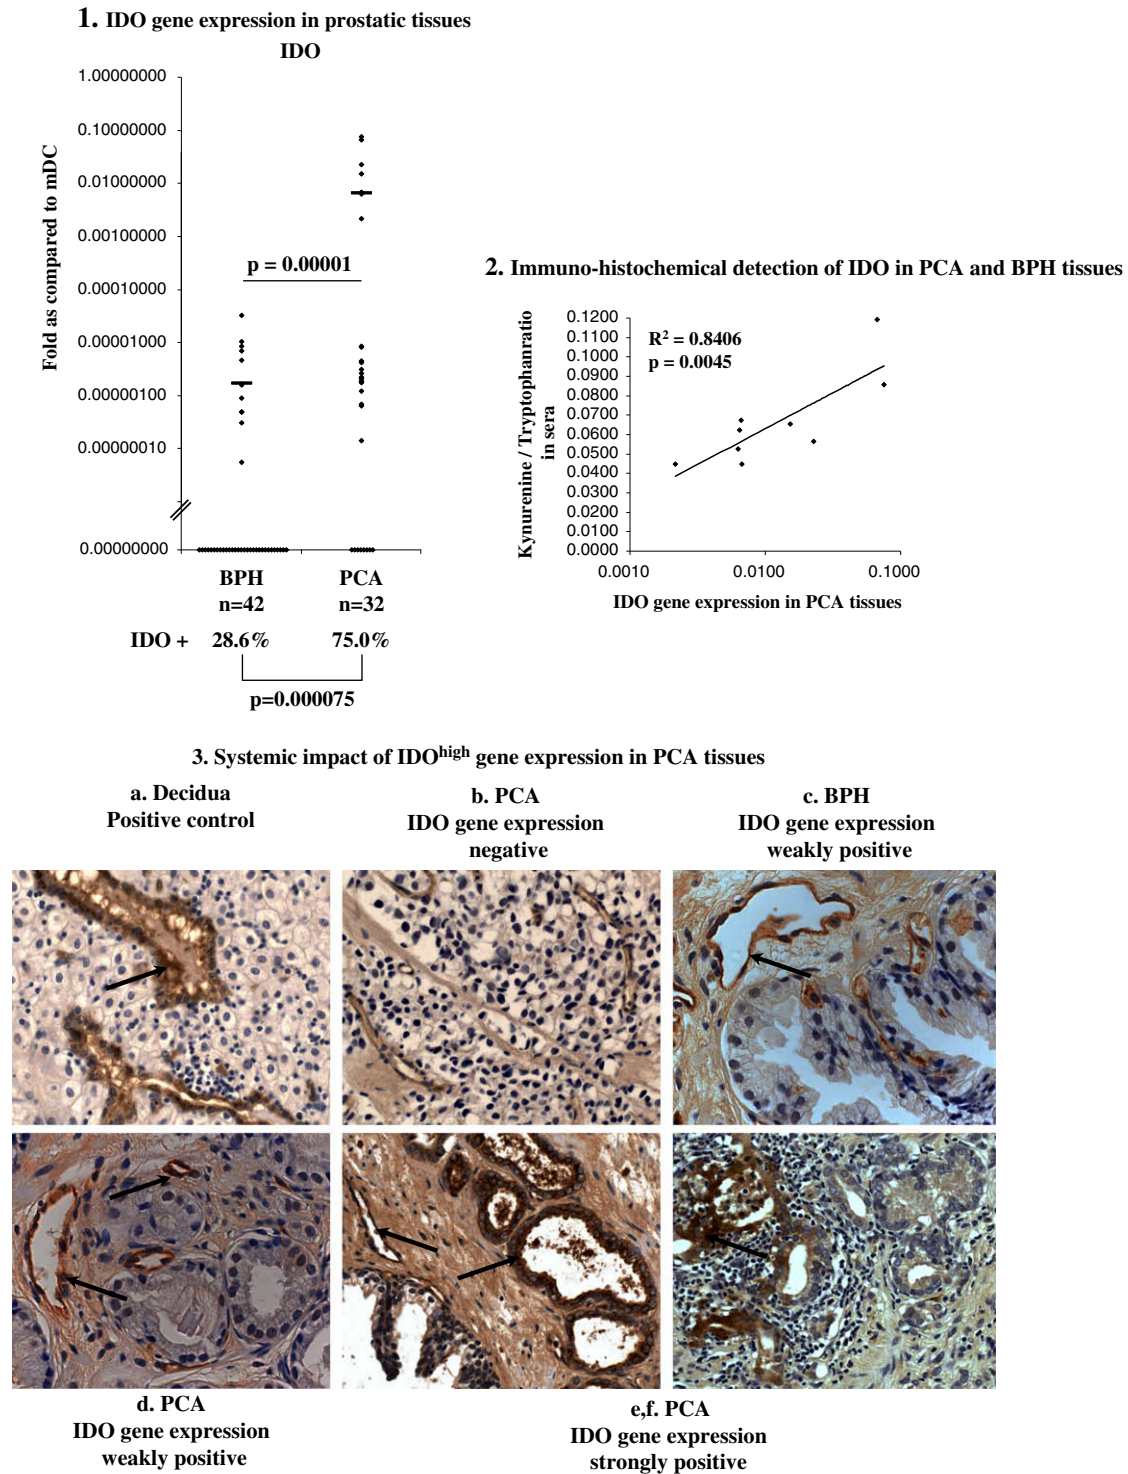 1. IDO gene expression in prostatic tissues
IDO
Fold as compared to mDC
1.00000000
0.10000000
0.01000000
0.00100000
0.00010000
0.00001000
0.00000100
0.00000010
0.00000000
p = 0.00001
BPH
n=42
PCA
n=32
IDO + 28.6% 75.0%
p=0.000075
2. Immuno-histochemical detection of IDO in PCA and BPH tissues
Kynurenine / Tryptophanratio
in sera
0.1200
0.1100
0.1000
0.0900
0.0800
0.0700
0.0600
0.0500
0.0400
0.0300
0.0200
0.0100
0.0000
R² = 0.8406
p = 0.0045
0.0010 0.0100 0.1000
IDO gene expression in PCA tissues
3. Systemic impact of IDOhigh gene expression in PCA tissues
a. Decidua
Positive control
b. PCA
IDO gene expression
negative
c. BPH
IDO gene expression
weakly positive
d. PCA
IDO gene expression
weakly positive
e,f. PCA
IDO gene expression
strongly positive